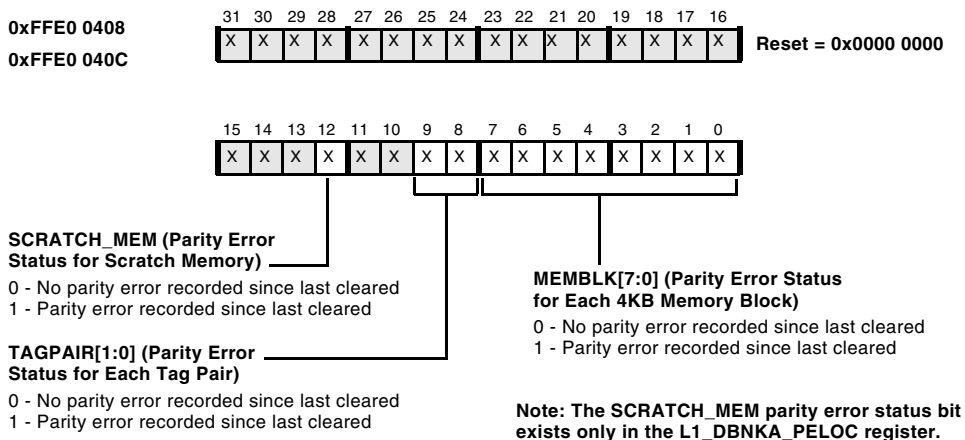 0xFFE0 0408
0xFFE0 040C
31 30 29 28 27 26 25 24 23 22 21 20 19 18 17 16
X X X X X X X X X X X X X X X X
Reset = 0x0000 0000
15 14 13 12 11 10 9 8 7 6 5 4 3 2 1 0
X X X X X X X X X X X X X X X X
SCRATCH_MEM (Parity Error
Status for Scratch Memory)
0 - No parity error recorded since last cleared
1 - Parity error recorded since last cleared
TAGPAIR[1:0] (Parity Error
Status for Each Tag Pair)
0 - No parity error recorded since last cleared
1 - Parity error recorded since last cleared
MEMBLK[7:0] (Parity Error Status
for Each 4KB Memory Block)
0 - No parity error recorded since last cleared
1 - Parity error recorded since last cleared
Note: The SCRATCH_MEM parity error status bit
exists only in the L1_DBNKA_PELOC register.